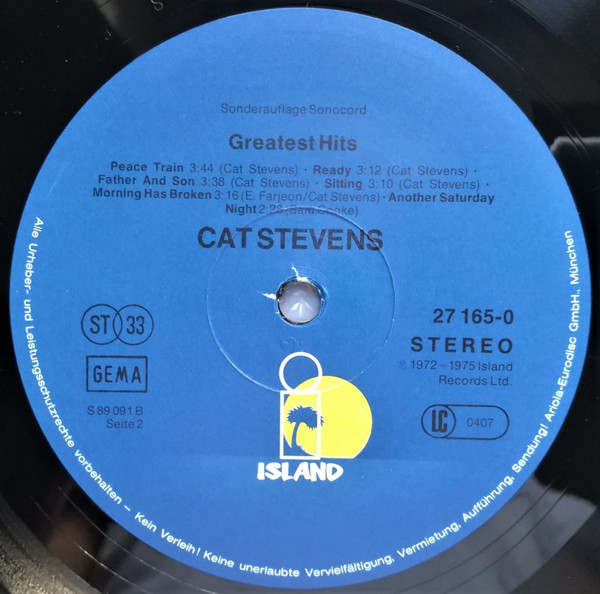 Sonderauflage Sonocord
Greatest Hits
Peace Train 3:44 (Cat Stevens) · Ready 3:12 (Cat Stevens) ·
Father And Son 3:38 (Cat Stevens) · Sitting 3:10 (Cat Stevens) ·
Morning Has Broken 3:16 (E. Farjeon/Cat Stevens) · Another Saturday
Night 2:28 (Sam Cooke)
CAT STEVENS
ST 33
GEMA
S 89 091 B
Seite 2
27 165-0
STEREO
℗ 1972 – 1975 Island
Records Ltd.
LC 0407
ISLAND
Alle Urheber- und Leistungsschutzrechte vorbehalten – Kein Verleih! Keine unerlaubte Vervielfältigung, Vermietung, Aufführung, Sendung! Ariola-Eurodisc GmbH., München